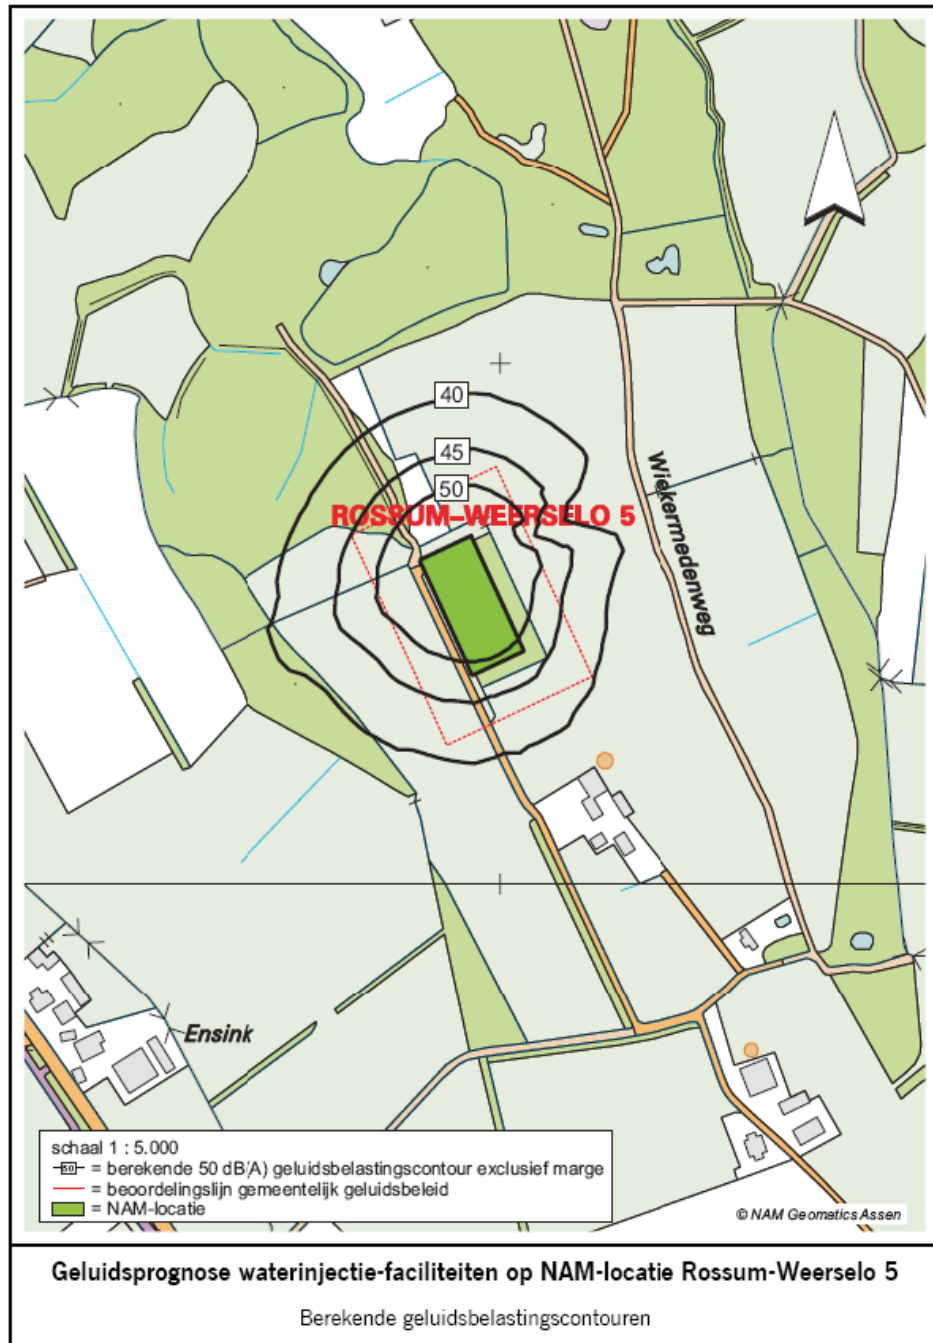 40
45
50
ROSSUM-WEERSELO 5
Wiekermedenweg
Ensink
schaal 1 : 5.000
50 = berekende 50 dB(A) geluidsbelastingscontour exclusief marge
= beoordelingslijn gemeentelijk geluidsbeleid
= NAM-locatie
© NAM Geomatics Assen
Geluidsprognose waterinjectie-faciliteiten op NAM-locatie Rossum-Weerselo 5
Berekende geluidsbelastingscontouren